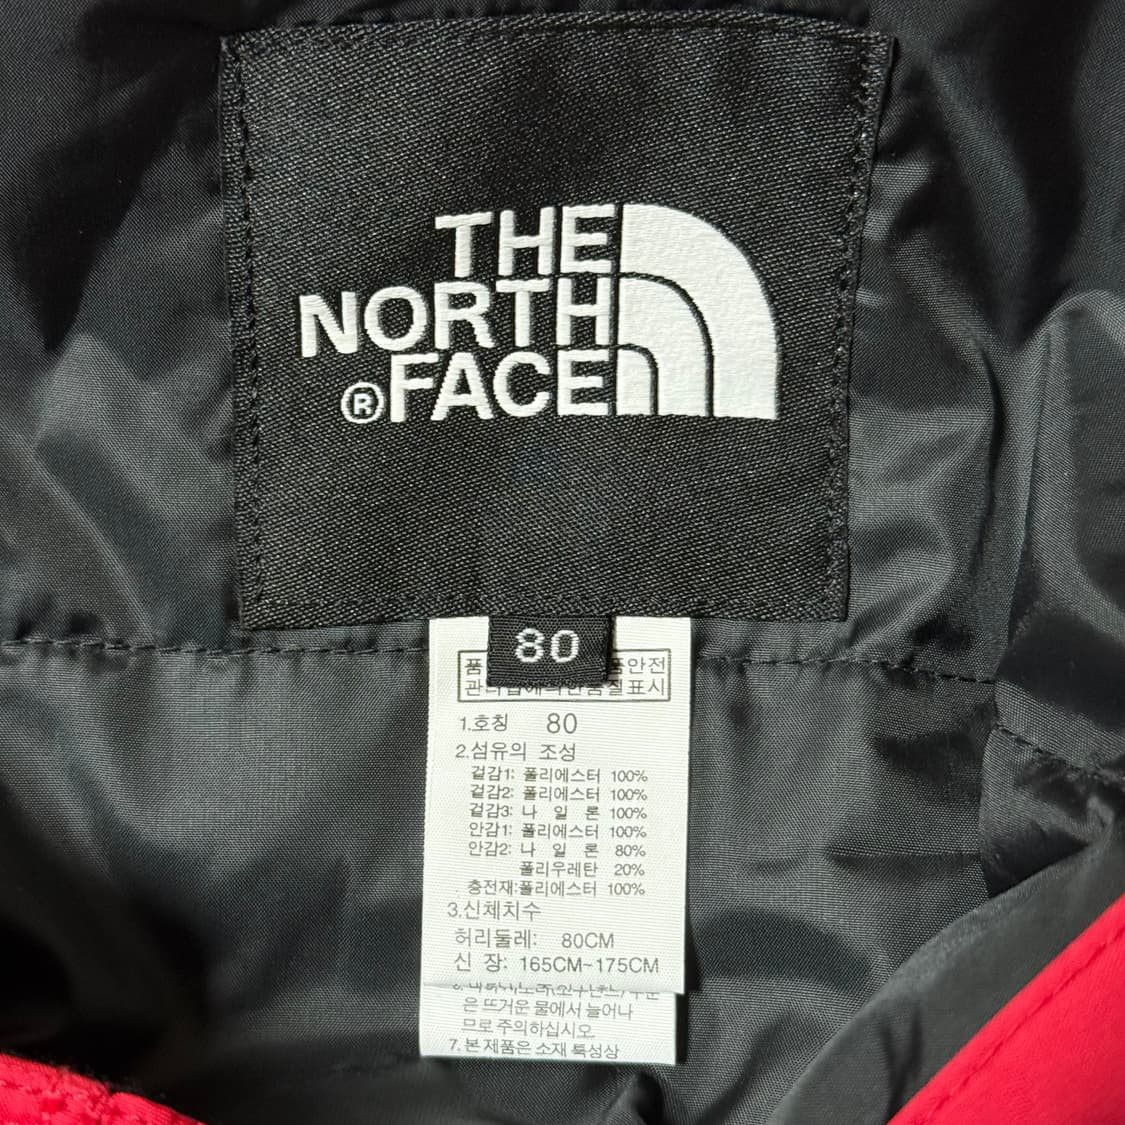 THE
NORTH
®FACE
80
품안전
관리법에의한품질표시
1.호칭 80
2.섬유의 조성
겉감1: 폴리에스터 100%
겉감2: 폴리에스터 100%
겉감3: 나 일 론 100%
안감1: 폴리에스터 100%
안감2: 나 일 론 80%
폴리우레탄 20%
충전재:폴리에스터 100%
3.신체치수
허리둘레: 80CM
신 장: 165CM~175CM
은 뜨거운 물에서 늘어나
므로 주의하십시오.
7.본 제품은 소재 특성상